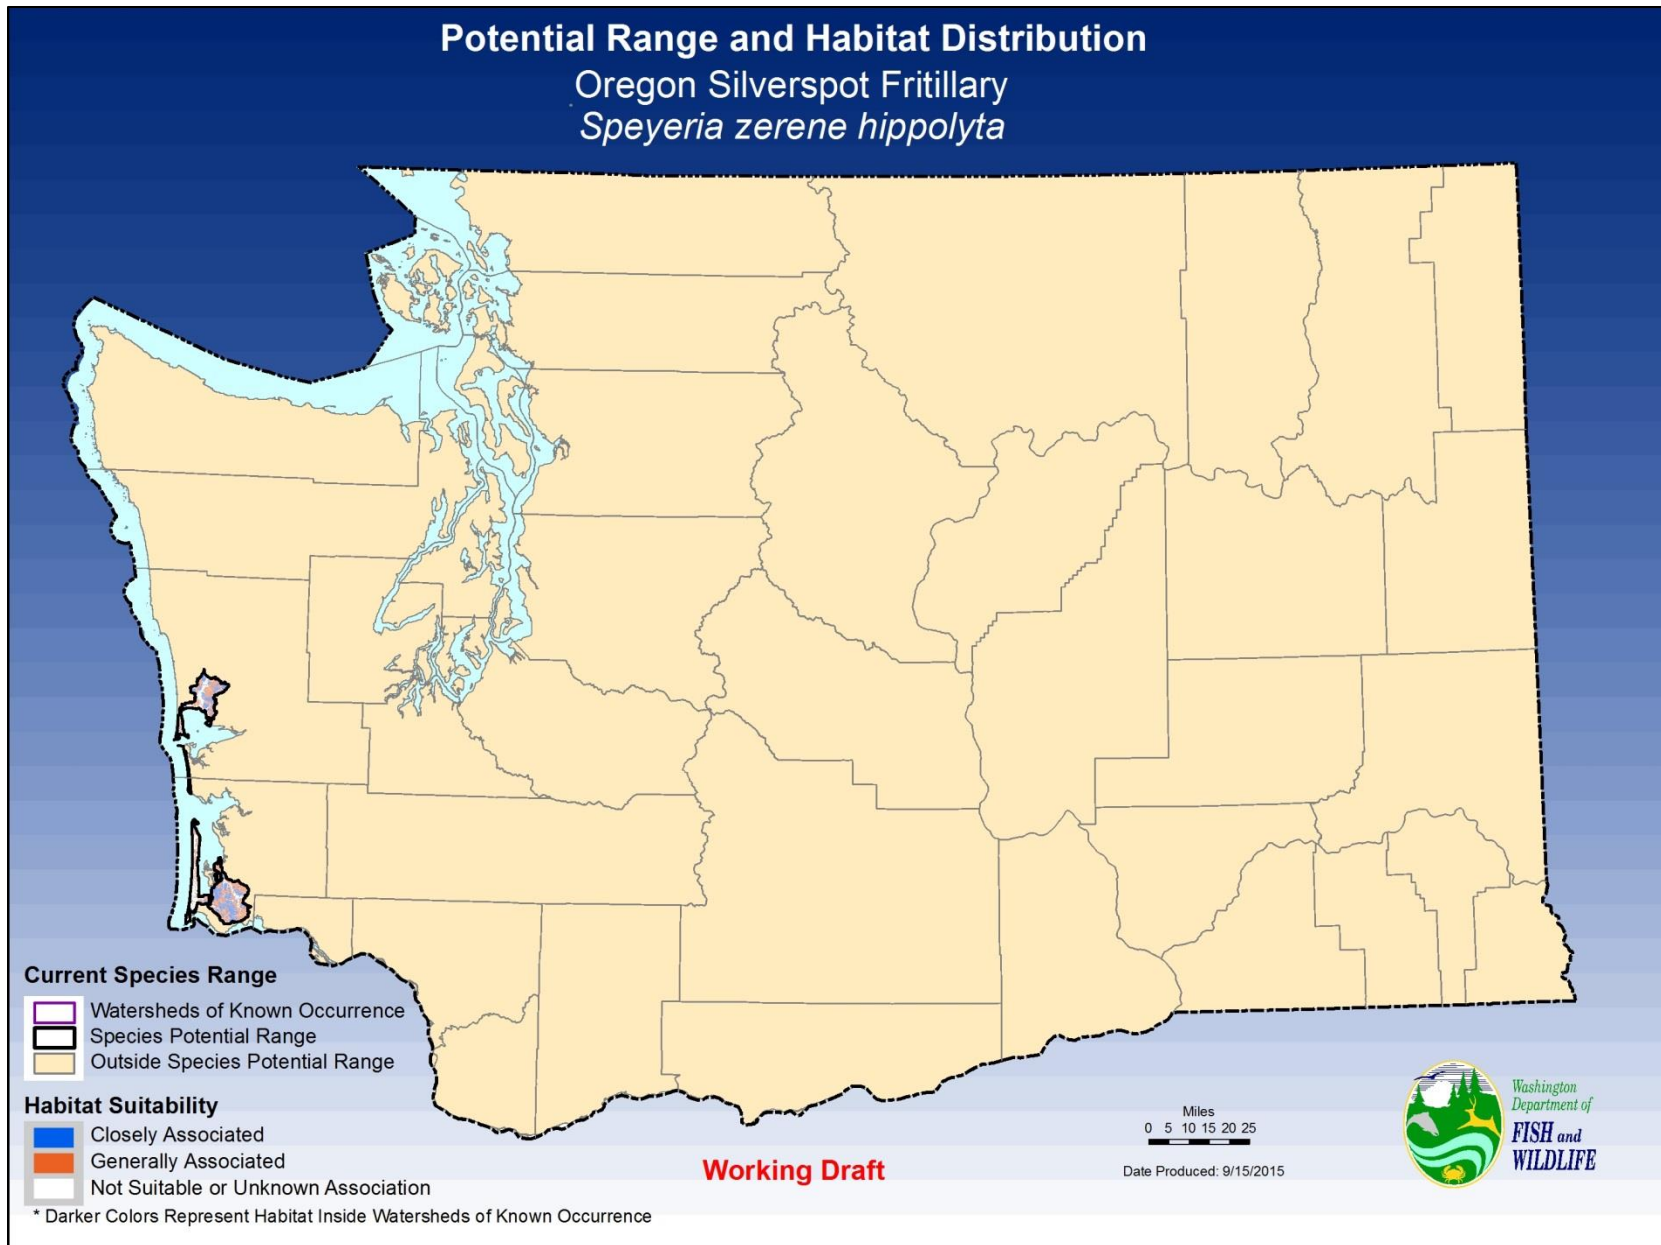 Potential Range and Habitat Distribution
Oregon Silverspot Fritillary
Speyeria zerene hippolyta
Current Species Range
Watersheds of Known Occurrence
Species Potential Range
Outside Species Potential Range
Habitat Suitability
Closely Associated
Generally Associated
Not Suitable or Unknown Association
* Darker Colors Represent Habitat Inside Watersheds of Known Occurrence
Working Draft
Miles
0 5 10 15 20 25
Date Produced: 9/15/2015
Washington
Department of
FISH and
WILDLIFE